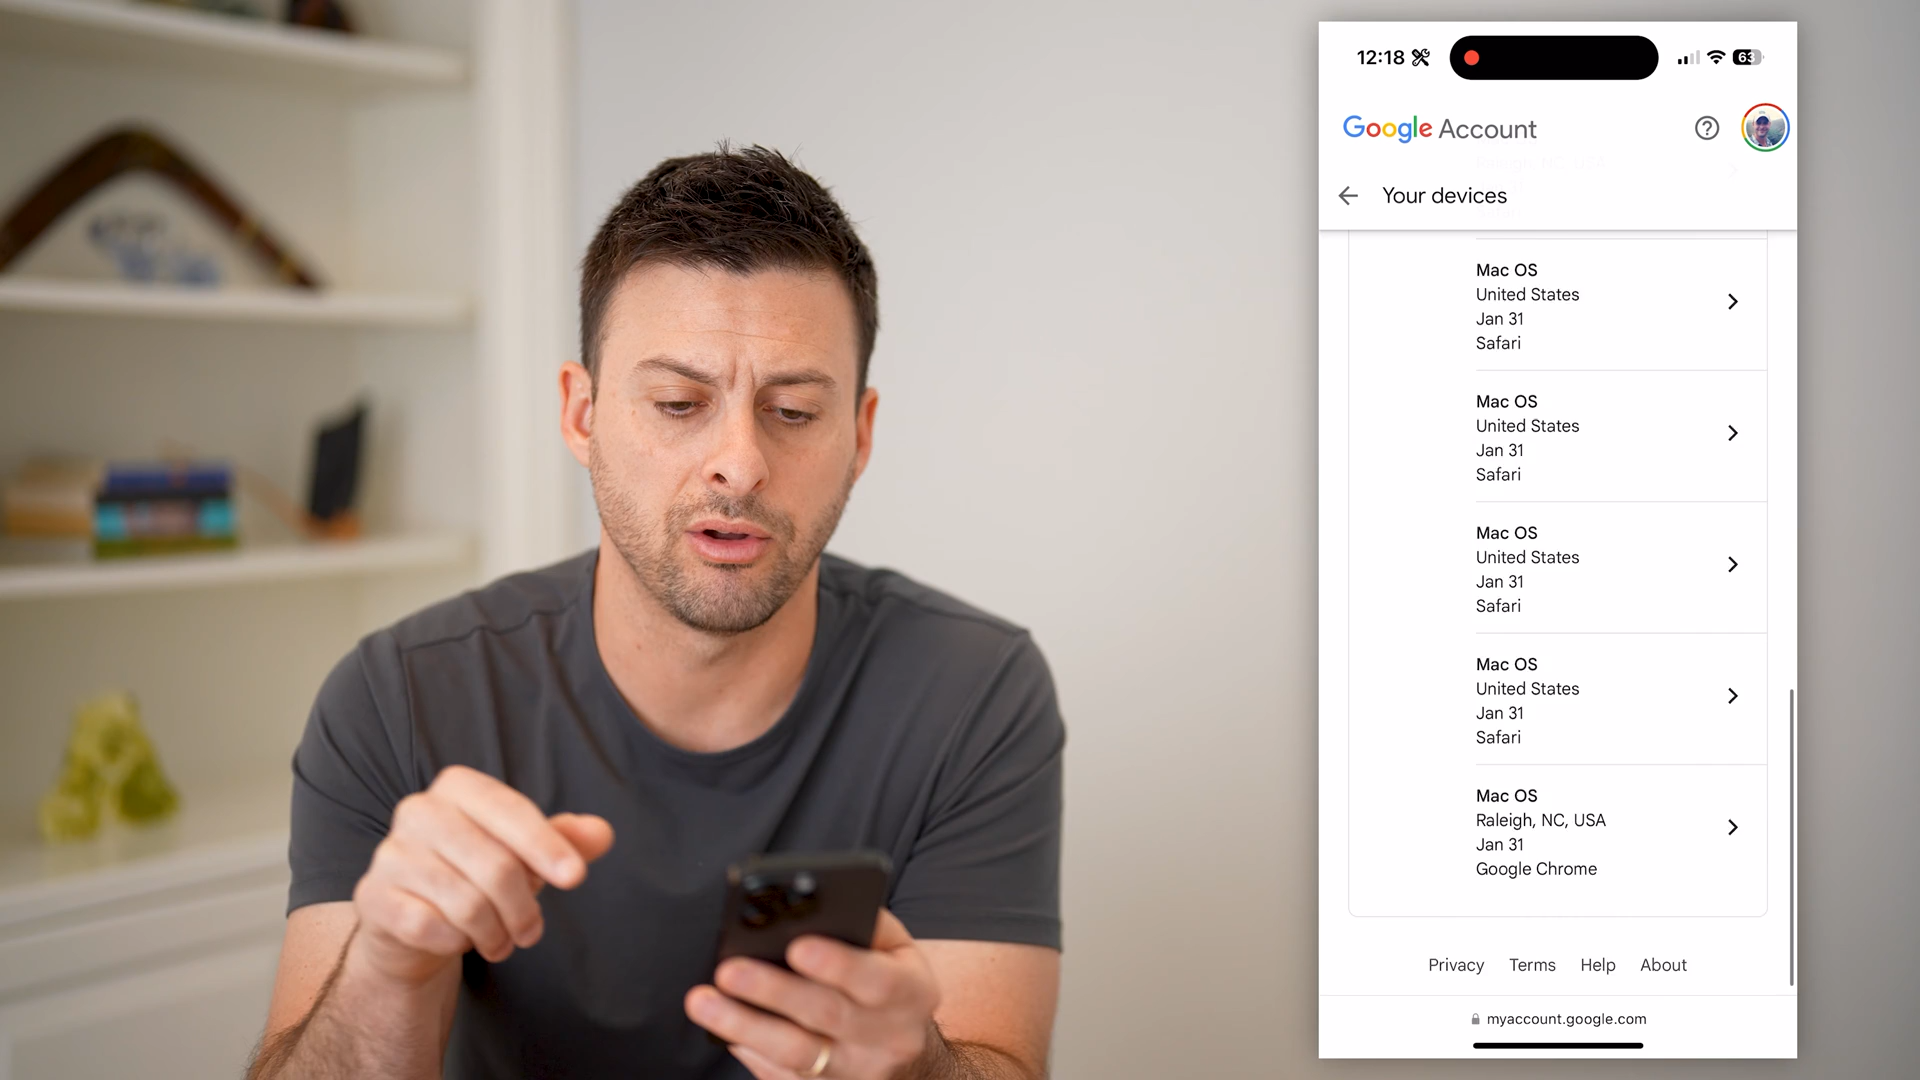 12:18
63
Google Account
Your devices
Mac OS
United States
Jan 31
Safari
Mac OS
United States
Jan 31
Safari
Mac OS
United States
Jan 31
Safari
Mac OS
United States
Jan 31
Safari
Mac OS
Raleigh, NC, USA
Jan 31
Google Chrome
Privacy Terms Help About
myaccount.google.com